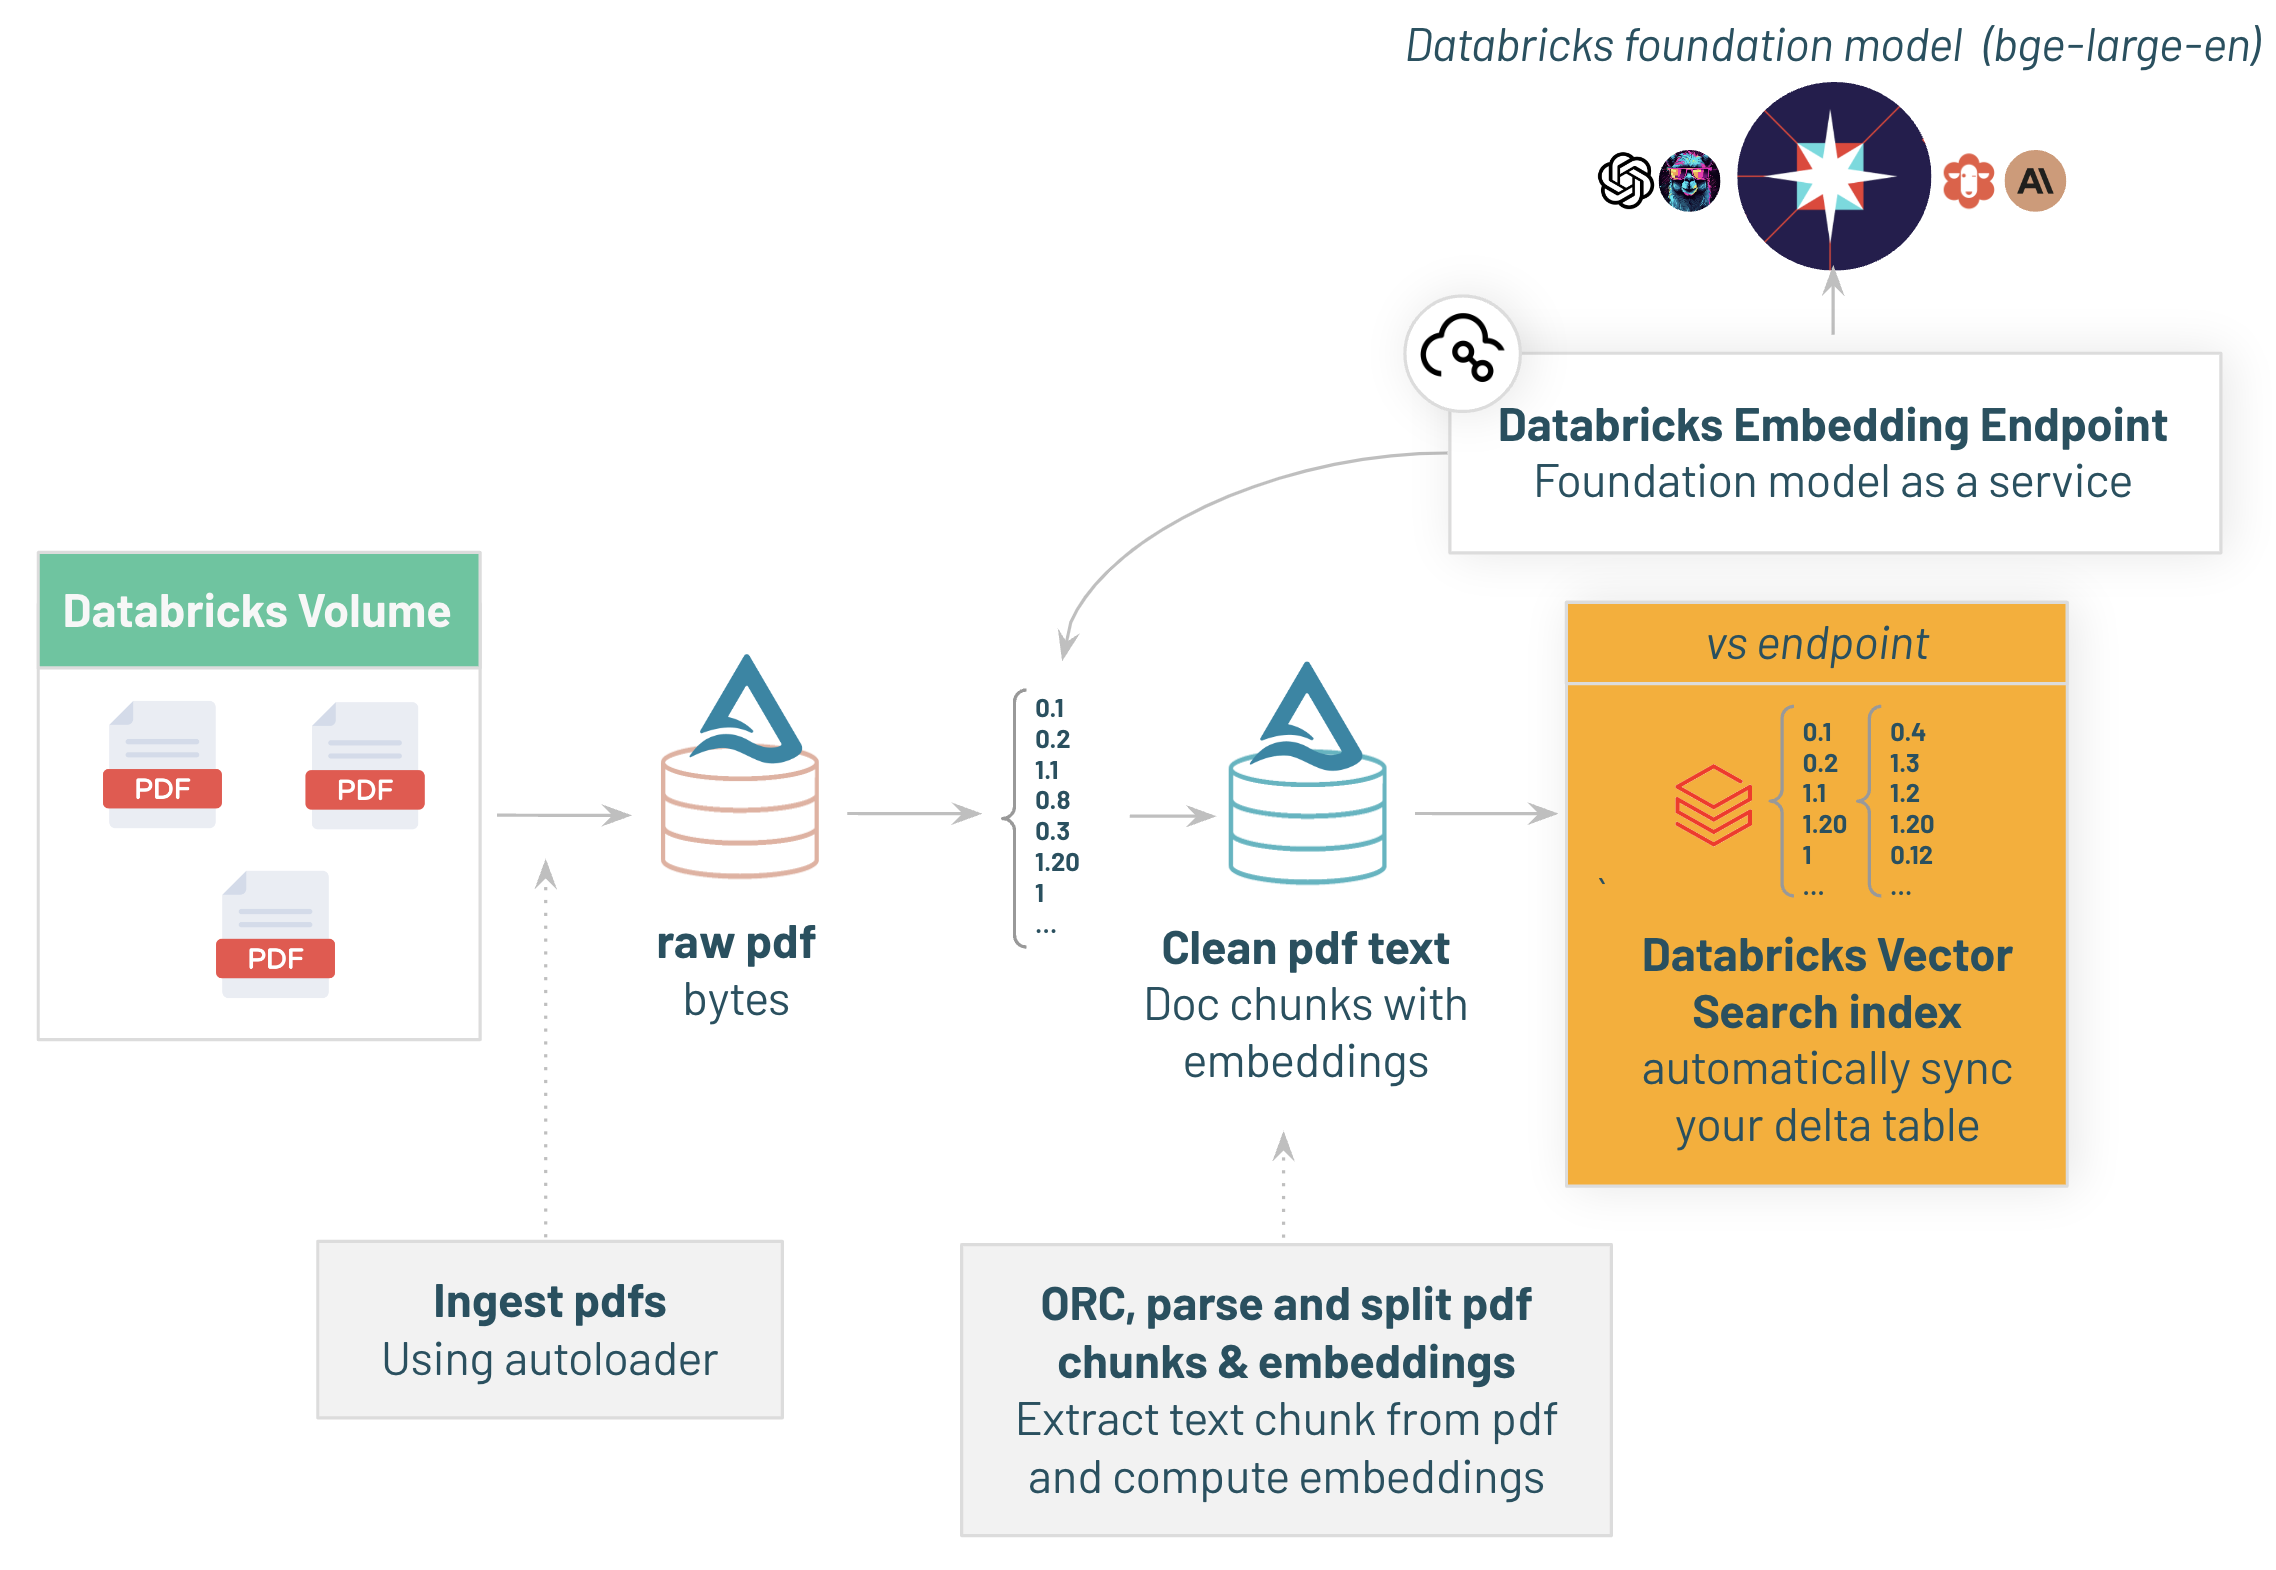 Databricks foundation model (bge-large-en)
A\
Databricks Embedding Endpoint
Foundation model as a service
Databricks Volume
PDF
PDF
PDF
raw pdf
bytes
0.1
0.2
1.1
0.8
0.3
1.20
1
...
Clean pdf text
Doc chunks with
embeddings
vs endpoint
0.1
0.2
1.1
1.20
1
...
0.4
1.3
1.2
1.20
0.12
...
`
Databricks Vector
Search index
automatically sync
your delta table
Ingest pdfs
Using autoloader
ORC, parse and split pdf
chunks & embeddings
Extract text chunk from pdf
and compute embeddings